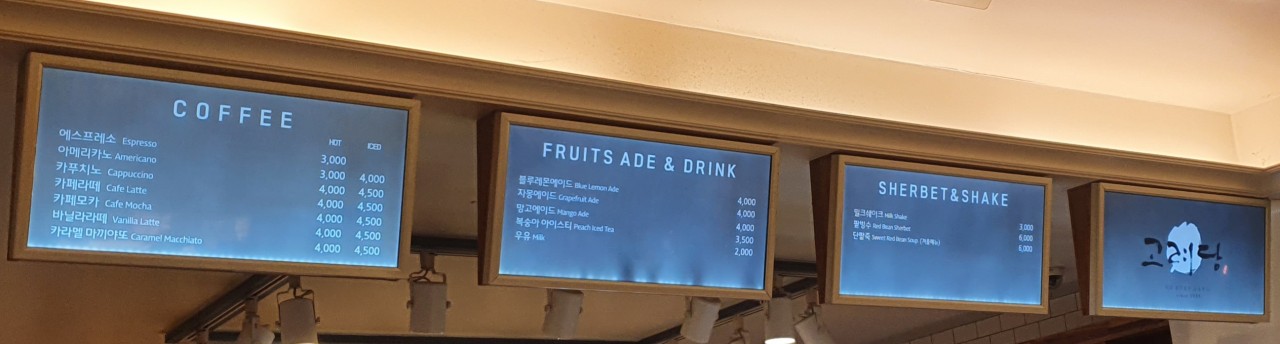 COFFEE
HOT ICED
에스프레소 Espresso 3,000
아메리카노 Americano 3,000 4,000
카푸치노 Cappuccino 4,000 4,500
카페라떼 Cafe Latte 4,000 4,500
카페모카 Cafe Mocha 4,000 4,500
바닐라라떼 Vanilla Latte 4,000 4,500
카라멜 마끼야또 Caramel Macchiato 4,000 4,500
FRUITS ADE & DRINK
블루레몬에이드 Blue Lemon Ade 4,000
자몽에이드 Grapefruit Ade 4,000
망고에이드 Mango Ade 4,000
복숭아 아이스티 Peach Iced Tea 3,500
우유 Milk 2,000
SHERBET&SHAKE
밀크쉐이크 Milk Shake 3,000
팥빙수 Red Bean Sherbet 6,000
단팥죽 Sweet Red Bean Soup (겨울메뉴) 6,000
고래당